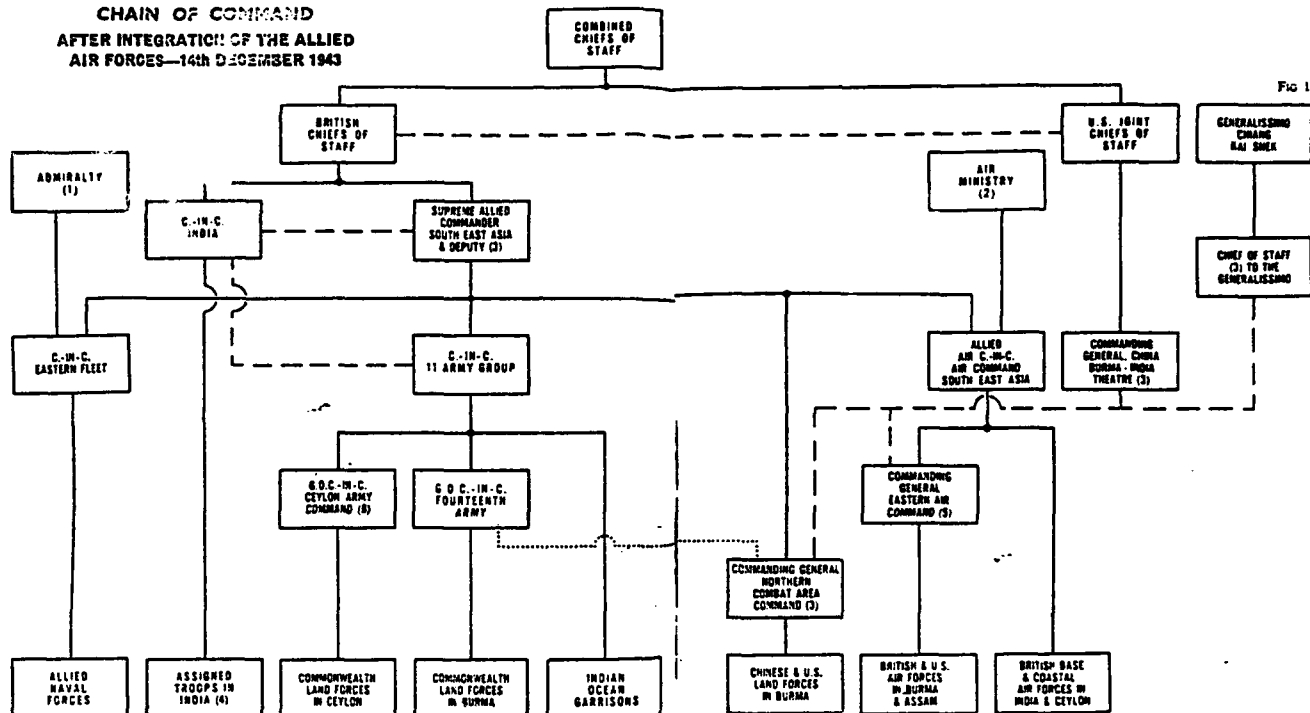 CHAIN OF COMMAND
AFTER INTEGRATION OF THE ALLIED
AIR FORCES—14th DECEMBER 1943
COMBINED
CHIEFS OF
STAFF
FIG 1
BRITISH
CHIEFS OF
STAFF
U.S. JOINT
CHIEFS OF
STAFF
GENERALISSIMO
CHIANG
KAI SHEK
ADMIRALTY
(1)
AIR
MINISTRY
(2)
C.-IN-C.
INDIA
SUPREME ALLIED
COMMANDER
SOUTH EAST ASIA
& DEPUTY (3)
CHIEF OF STAFF
(3) TO THE
GENERALISSIMO
C.-IN-C.
EASTERN FLEET
C.-IN-C.
11 ARMY GROUP
ALLIED
AIR C.-IN-C.
AIR COMMAND
SOUTH EAST ASIA
COMMANDING
GENERAL, CHINA
BURMA-INDIA
THEATRE (3)
G.O.C.-IN-C.
CEYLON ARMY
COMMAND (6)
G.O.C.-IN-C.
FOURTEENTH
ARMY
COMMANDING
GENERAL
EASTERN AIR
COMMAND (5)
COMMANDING GENERAL
NORTHERN
COMBAT AREA
COMMAND (3)
ALLIED
NAVAL
FORCES
ASSIGNED
TROOPS IN
INDIA (4)
COMMONWEALTH
LAND FORCES
IN CEYLON
COMMONWEALTH
LAND FORCES
IN BURMA
INDIAN
OCEAN
GARRISONS
CHINESE & U.S.
LAND FORCES
IN BURMA
BRITISH & U.S.
AIR FORCES
IN BURMA
& ASSAM
BRITISH BASE
& COASTAL
AIR FORCES IN
INDIA & CEYLON